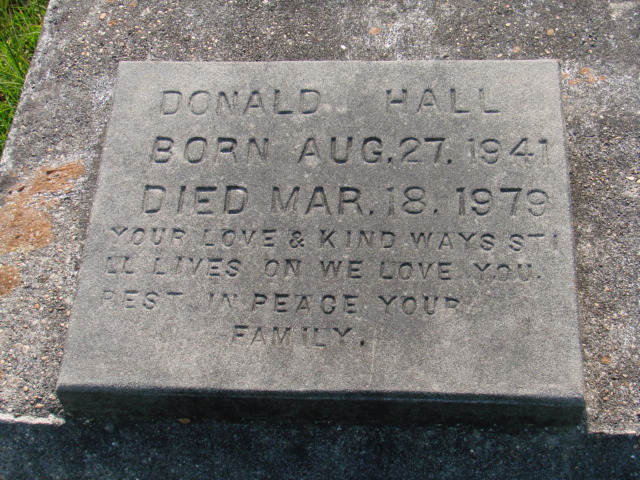 DONALD HALL
BORN AUG. 27. 1941
DIED MAR. 18. 1979
YOUR LOVE & KIND WAYS STI
LL LIVES ON WE LOVE YOU.
REST IN PEACE YOUR
FAMILY.